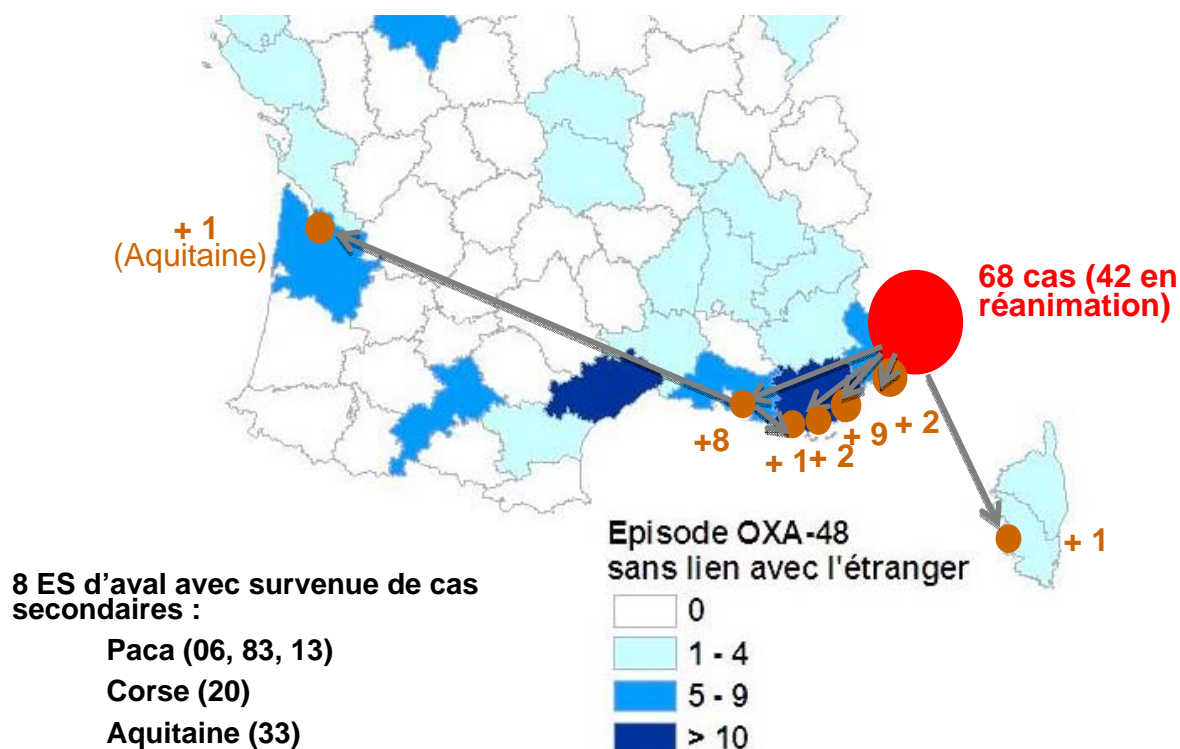 + 1
(Aquitaine)
68 cas (42 en
réanimation)
+8
+ 1
+ 2
+ 9
+ 2
+ 1
Episode OXA-48
sans lien avec l'étranger
0
1 - 4
5 - 9
> 10
8 ES d’aval avec survenue de cas
secondaires :
Paca (06, 83, 13)
Corse (20)
Aquitaine (33)